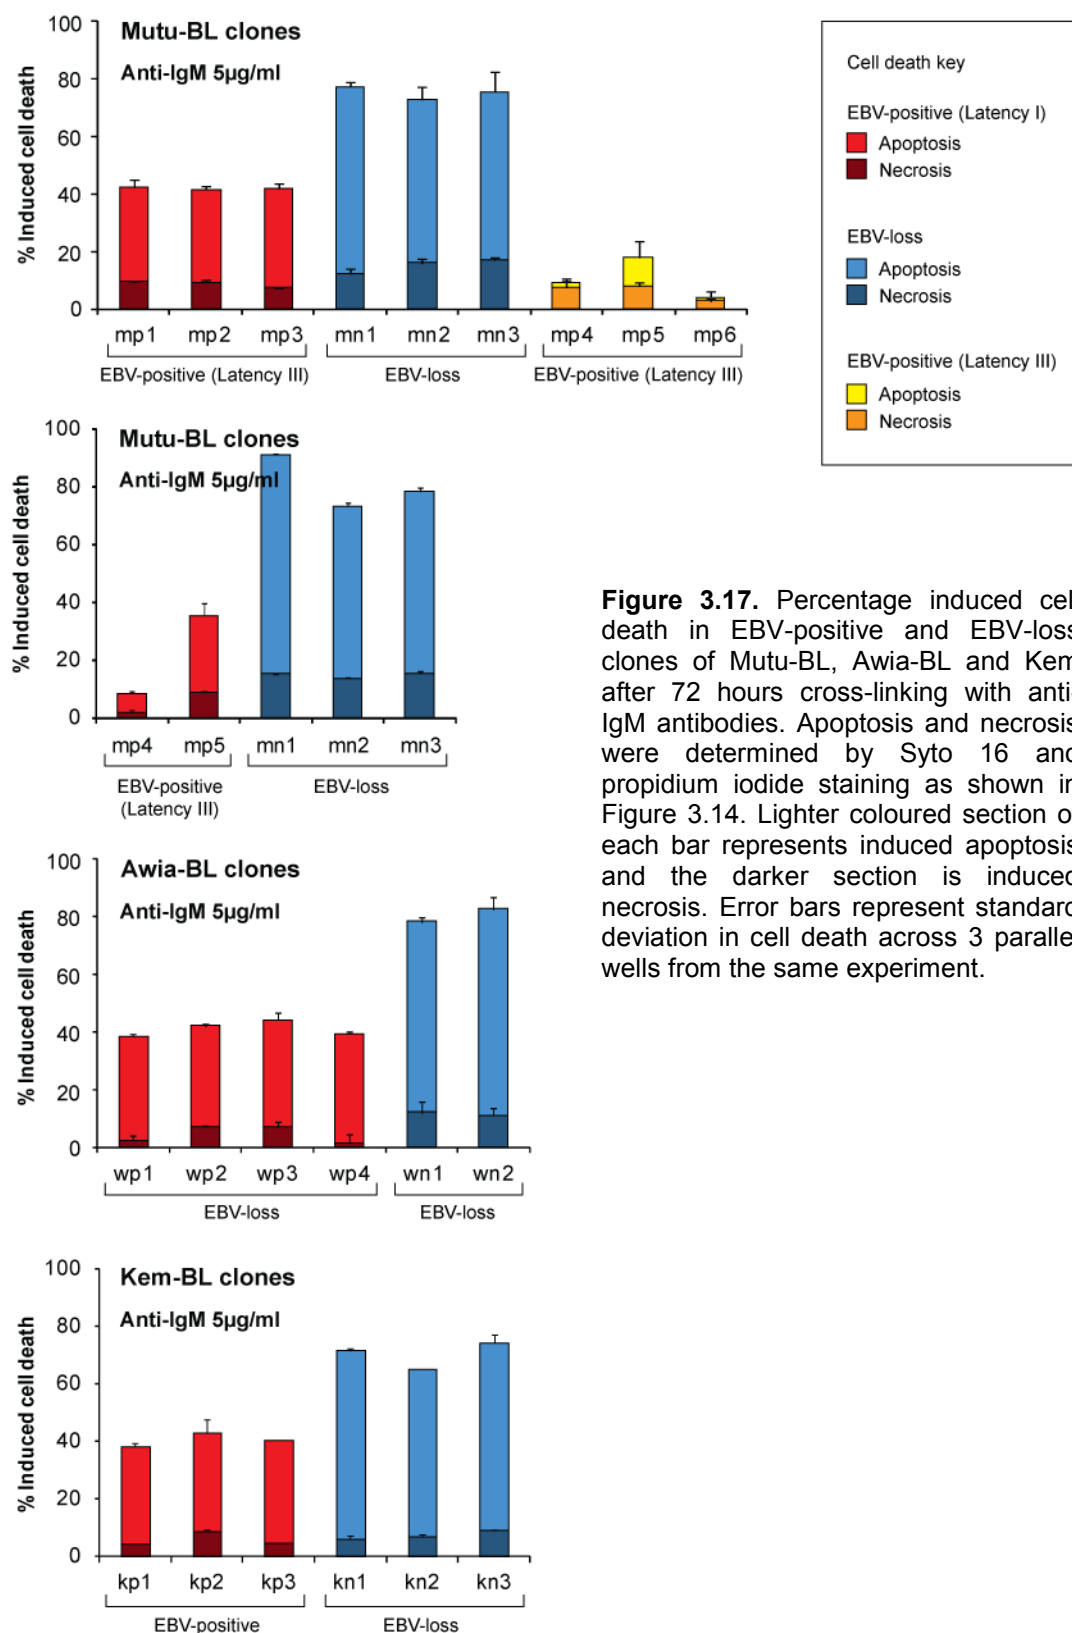 Mutu-BL clones
Anti-IgM 5µg/ml
% Induced cell death
100
80
60
40
20
0
mp1 mp2 mp3 mn1 mn2 mn3 mp4 mp5 mp6
EBV-positive (Latency III) EBV-loss EBV-positive (Latency III)
Cell death key
EBV-positive (Latency I)
Apoptosis
Necrosis
EBV-loss
Apoptosis
Necrosis
EBV-positive (Latency III)
Apoptosis
Necrosis
Mutu-BL clones
Anti-IgM 5µg/ml
% Induced cell death
100
80
60
40
20
0
mp4 mp5 mn1 mn2 mn3
EBV-positive EBV-loss
(Latency III)
Figure 3.17. Percentage induced cel
death in EBV-positive and EBV-loss
clones of Mutu-BL, Awia-BL and Kem
after 72 hours cross-linking with anti-
IgM antibodies. Apoptosis and necrosis
were determined by Syto 16 and
propidium iodide staining as shown in
Figure 3.14. Lighter coloured section o
each bar represents induced apoptosis
and the darker section is induced
necrosis. Error bars represent standard
deviation in cell death across 3 paralle
wells from the same experiment.
Awia-BL clones
Anti-IgM 5µg/ml
% Induced cell death
100
80
60
40
20
0
wp1 wp2 wp3 wp4 wn1 wn2
EBV-loss EBV-loss
Kem-BL clones
Anti-IgM 5µg/ml
% Induced cell death
100
80
60
40
20
0
kp1 kp2 kp3 kn1 kn2 kn3
EBV-positive EBV-loss